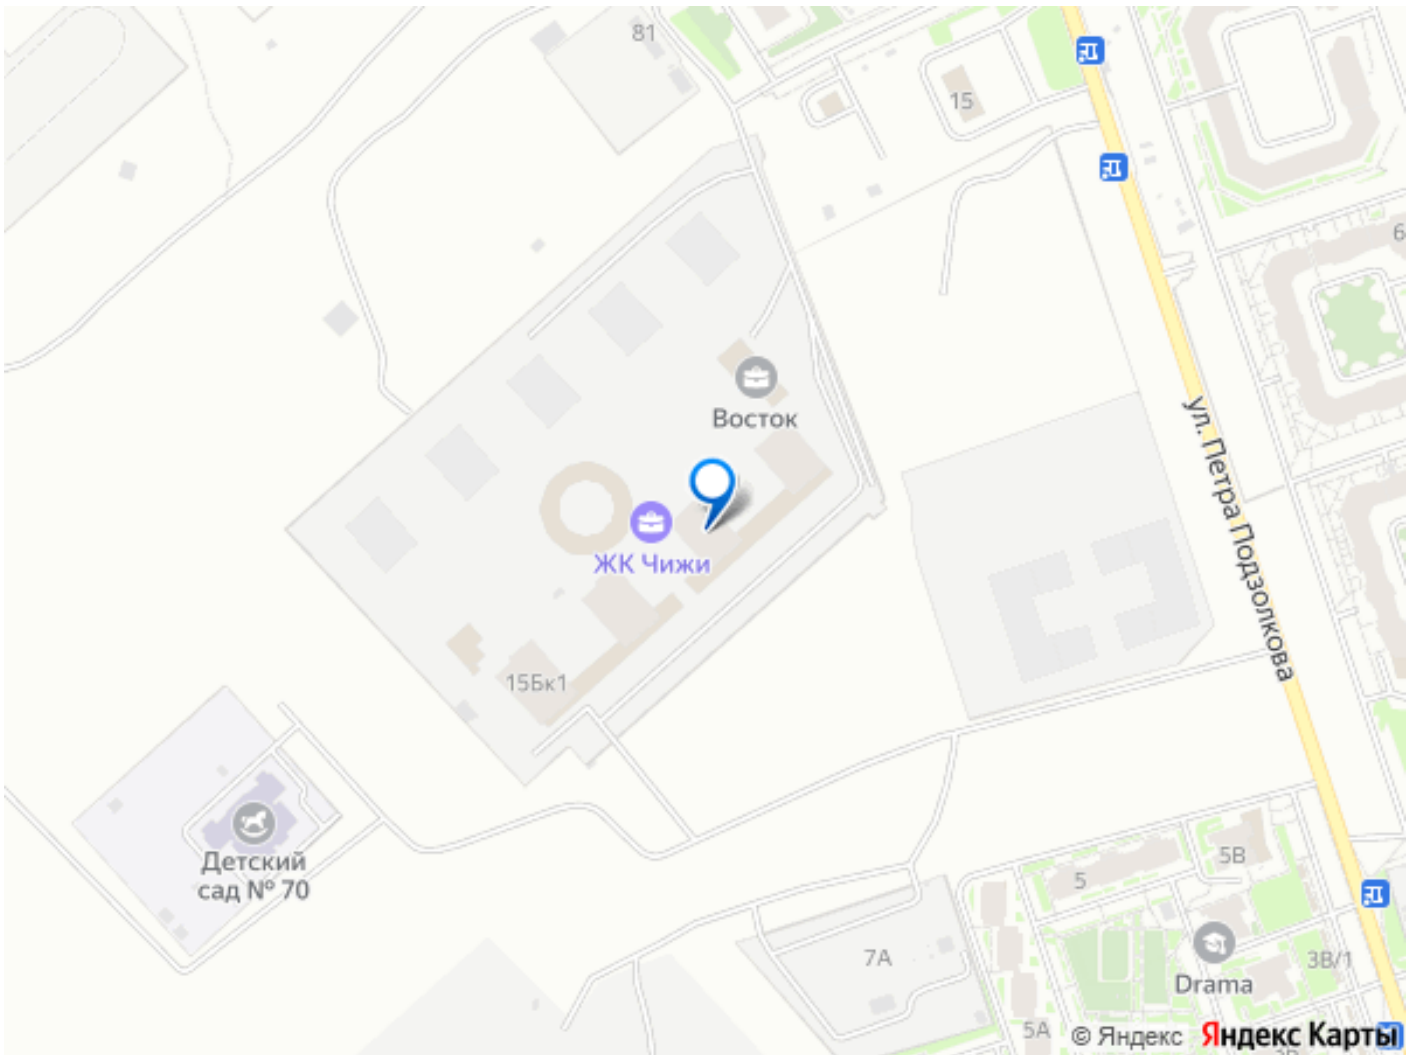 81
15
6
Восток
ул. Петра Подзолкова
ЖК Чижи
15Бк1
Детский
сад № 70
5В
5
7А
3В/1
Drama
5А
© Яндекс Яндекс Карты